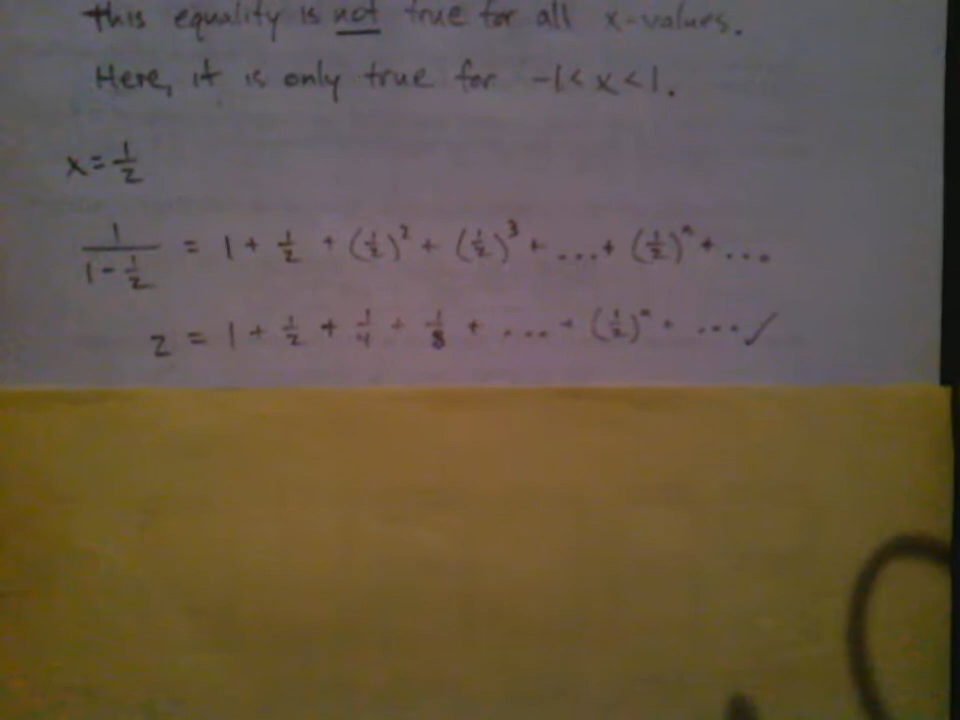 this equality is not true for all x-values.
Here, it is only true for -1 < x < 1.
x = 1/2
1/(1 - 1/2) = 1 + 1/2 + (1/2)² + (1/2)³ + ... + (1/2)ⁿ + ...
2 = 1 + 1/2 + 1/4 + 1/8 + ... + (1/2)ⁿ + ... ✓